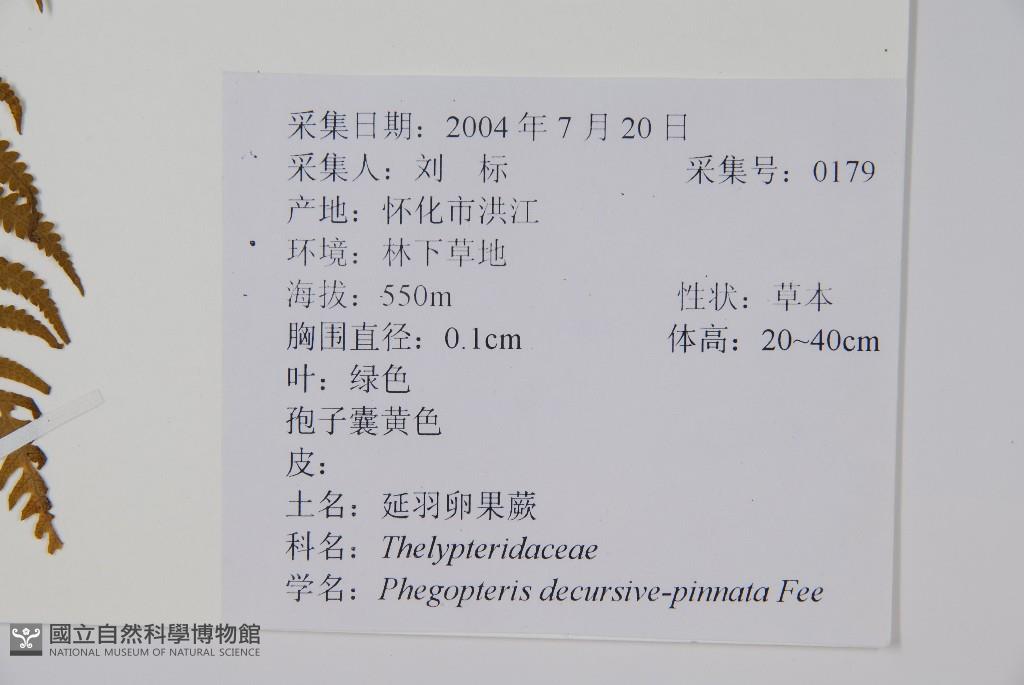 采集日期：2004 年 7 月 20 日
采集人：刘　标　采集号：0179
产地：怀化市洪江
环境：林下草地
海拔：550m　性状：草本
胸围直径：0.1cm　体高：20~40cm
叶：绿色
孢子囊黄色
皮：
土名：延羽卵果蕨
科名：Thelypteridaceae
学名：Phegopteris decursive-pinnata Fee
國立自然科學博物館
NATIONAL MUSEUM OF NATURAL SCIENCE